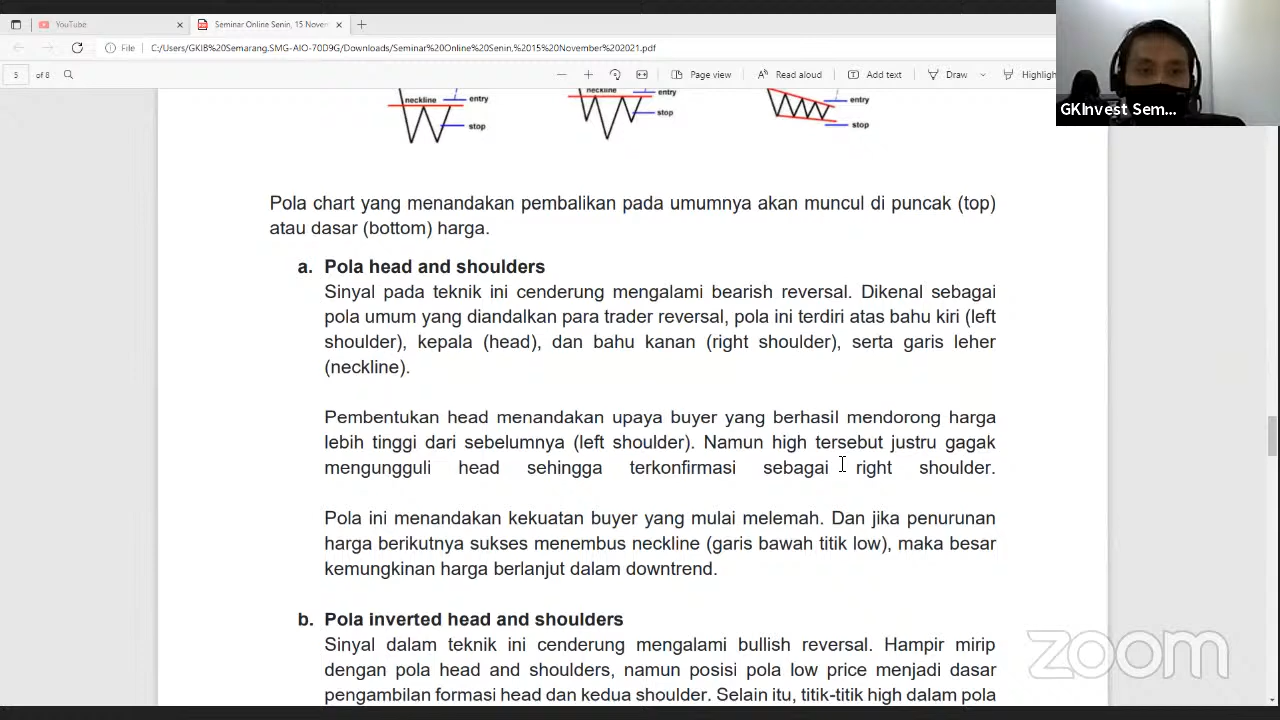 YouTube
Seminar Online Senin, 15 Nover
File
C:/Users/GKIB%20Semarang.SMG-AIO-70D9G/Downloads/Seminar%20Online%20Senin,%2015%20November%202021.pdf
5 of 8
Page view
Read aloud
Add text
Draw
Highligh
GKInvest Sem...
neckline entry
stop
neckline entry
stop
entry
stop
Pola chart yang menandakan pembalikan pada umumnya akan muncul di puncak (top)
atau dasar (bottom) harga.
a. Pola head and shoulders
Sinyal pada teknik ini cenderung mengalami bearish reversal. Dikenal sebagai
pola umum yang diandalkan para trader reversal, pola ini terdiri atas bahu kiri (left
shoulder), kepala (head), dan bahu kanan (right shoulder), serta garis leher
(neckline).
Pembentukan head menandakan upaya buyer yang berhasil mendorong harga
lebih tinggi dari sebelumnya (left shoulder). Namun high tersebut justru gagak
mengungguli head sehingga terkonfirmasi sebagai right shoulder.
Pola ini menandakan kekuatan buyer yang mulai melemah. Dan jika penurunan
harga berikutnya sukses menembus neckline (garis bawah titik low), maka besar
kemungkinan harga berlanjut dalam downtrend.
b. Pola inverted head and shoulders
Sinyal dalam teknik ini cenderung mengalami bullish reversal. Hampir mirip
dengan pola head and shoulders, namun posisi pola low price menjadi dasar
pengambilan formasi head dan kedua shoulder. Selain itu, titik-titik high dalam pola
zoom